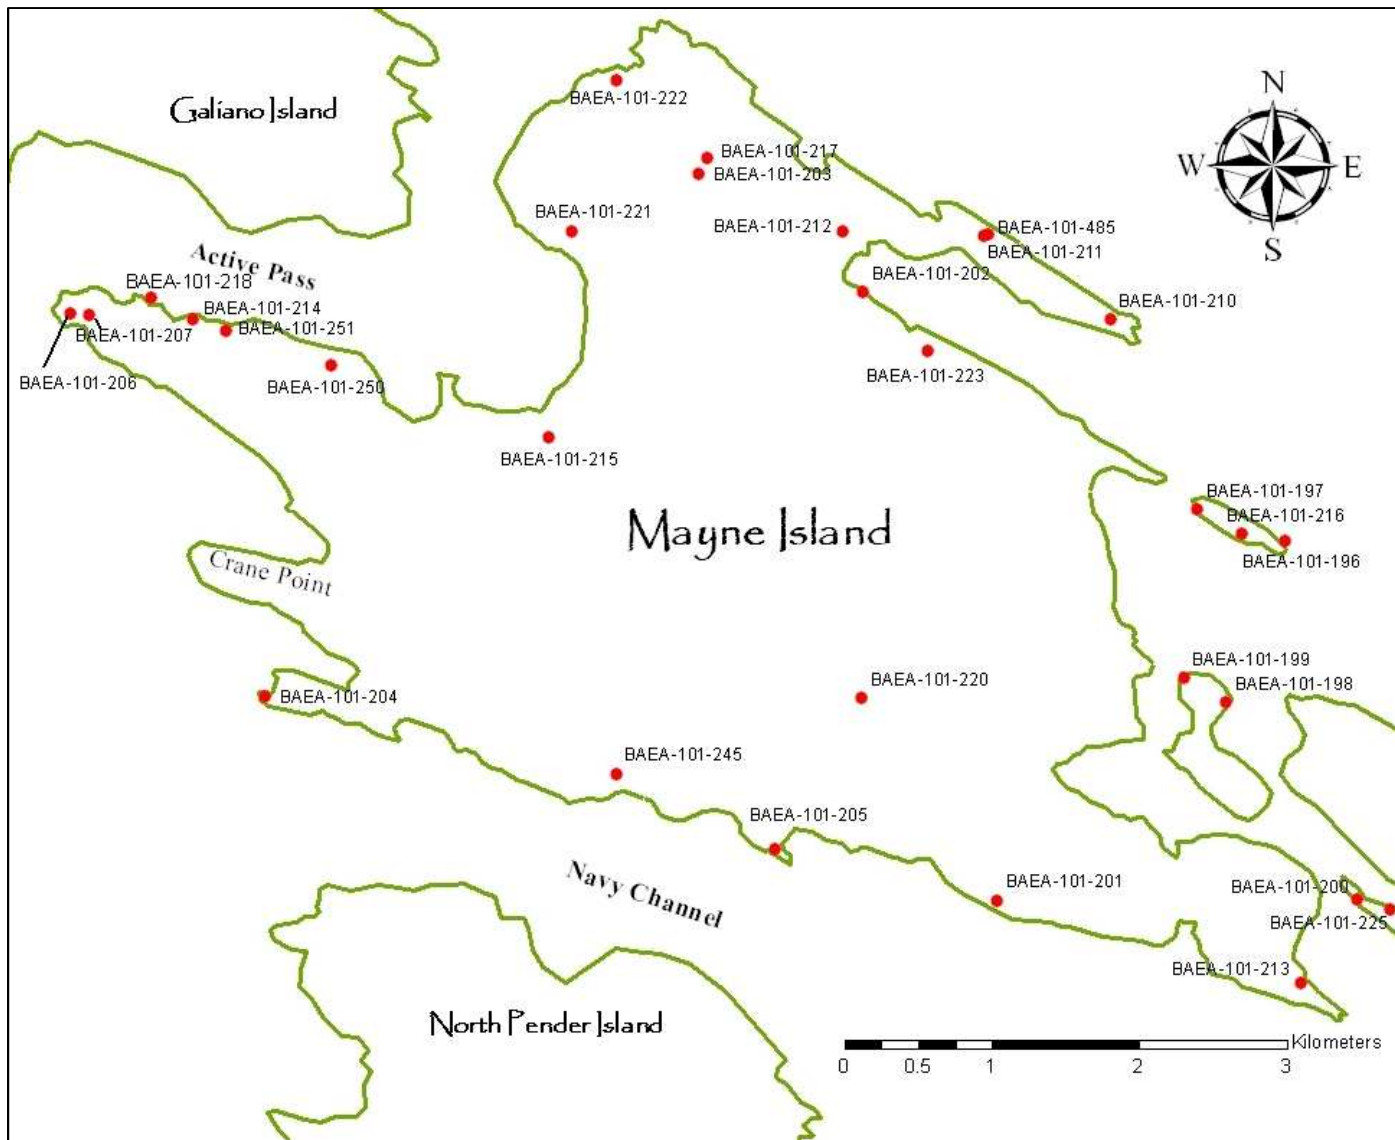 N
BAEA-101-222
Galiano Island
BAEA-101-217
W
E
BAEA-101-203
BAEA-101-221
BAEA-101-212
BAEA-101-485
S
BAEA-101-211
Active Pass
BAEA-101-202
BAEA-101-218
BAEA-101-210
BAEA-101-214
BAEA-101-251
BAEA-101-207
BAEA-101-206
BAEA-101-250
BAEA-101-223
BAEA-101-215
BAEA-101-197
BAEA-101-216
Mayne Island
BAEA-101-196
Crane Point
BAEA-101-199
BAEA-101-220
BAEA-101-198
BAEA-101-204
BAEA-101-245
BAEA-101-205
Navy Channel
BAEA-101-201
BAEA-101-200
BAEA-101-225
BAEA-101-213
North Pender Island
Kilometers
0 0.5 1 2 3